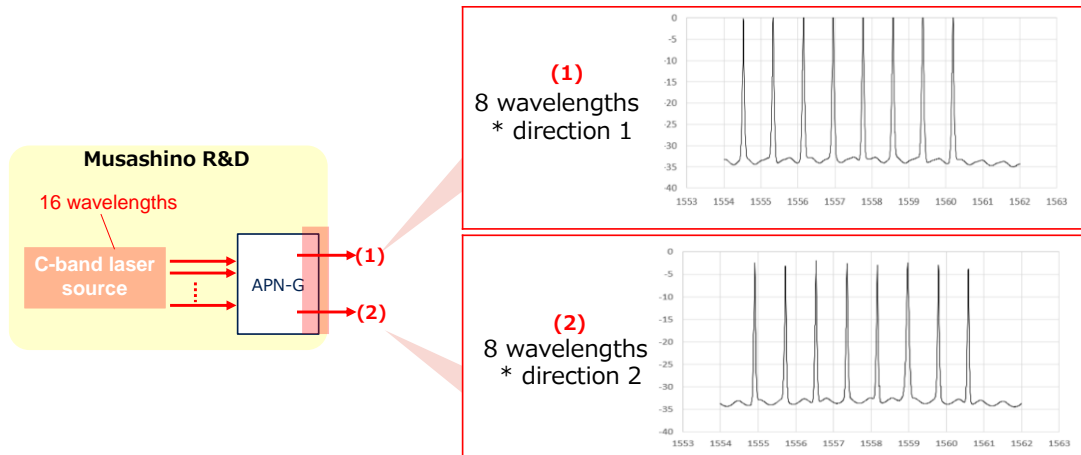 Musashino R&D
16 wavelengths
C-band laser
source
APN-G
(1)
(2)
(1)
8 wavelengths
* direction 1
0
-5
-10
-15
-20
-25
-30
-35
-40
1553 1554 1555 1556 1557 1558 1559 1560 1561 1562 1563
(2)
8 wavelengths
* direction 2
0
-5
-10
-15
-20
-25
-30
-35
-40
1553 1554 1555 1556 1557 1558 1559 1560 1561 1562 1563